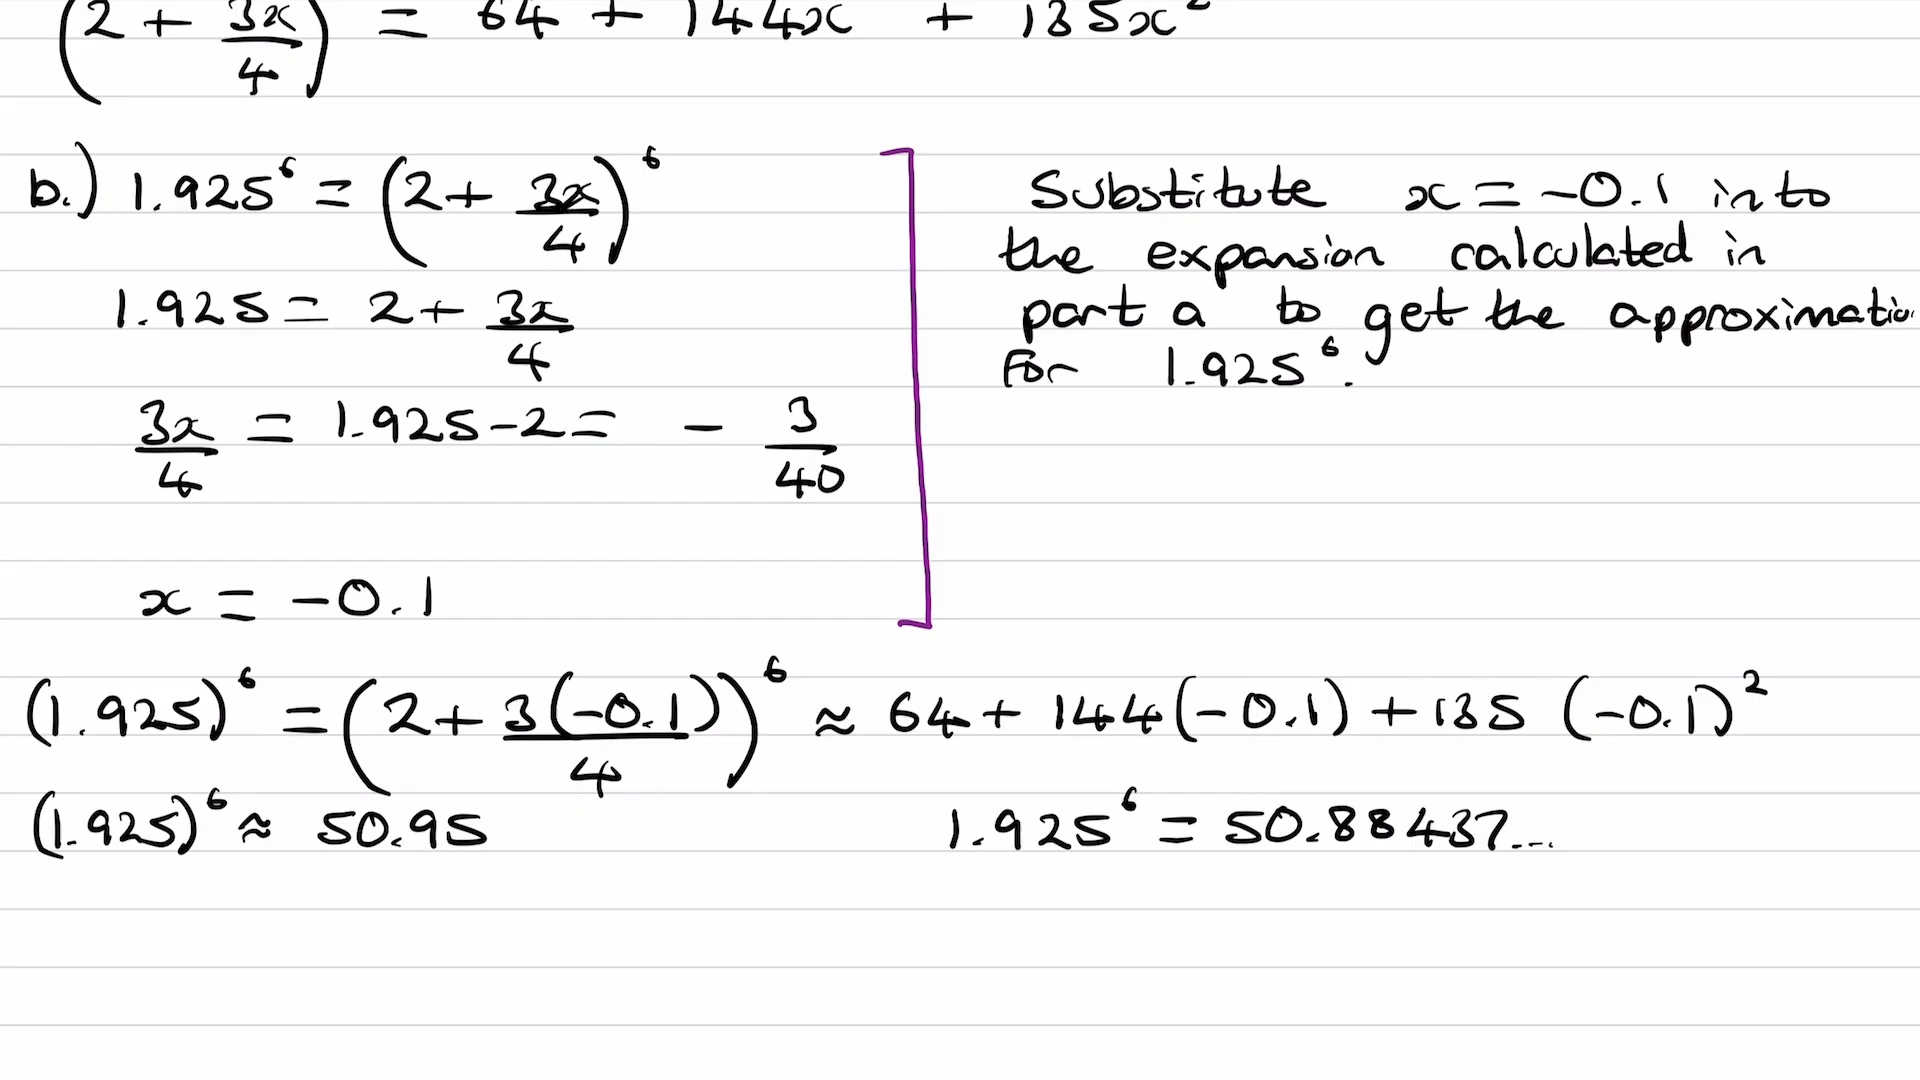 (2 + 3x/4) = 64 + 144x + 135x²
b.) 1.925⁶ = (2 + 3x/4)⁶
1.925 = 2 + 3x/4
3x/4 = 1.925 - 2 = - 3/40
x = -0.1
Substitute x = -0.1 into
the expansion calculated in
part a to get the approximatio
For 1.925⁶.
(1.925)⁶ = (2 + 3(-0.1)/4)⁶ ≈ 64 + 144(-0.1) + 135 (-0.1)²
(1.925)⁶ ≈ 50.95
1.925⁶ = 50.88437...